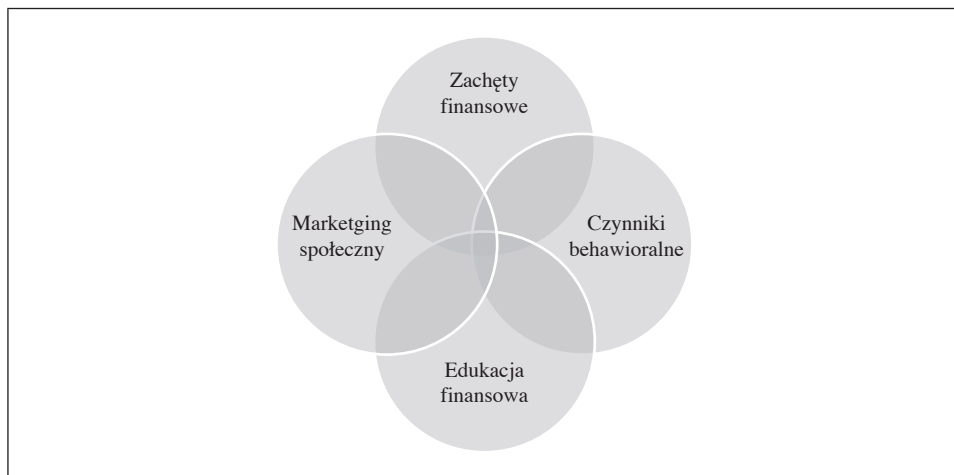 Zachęty
finansowe
Marketging
społeczny
Czynniki
behawioralne
Edukacja
finansowa